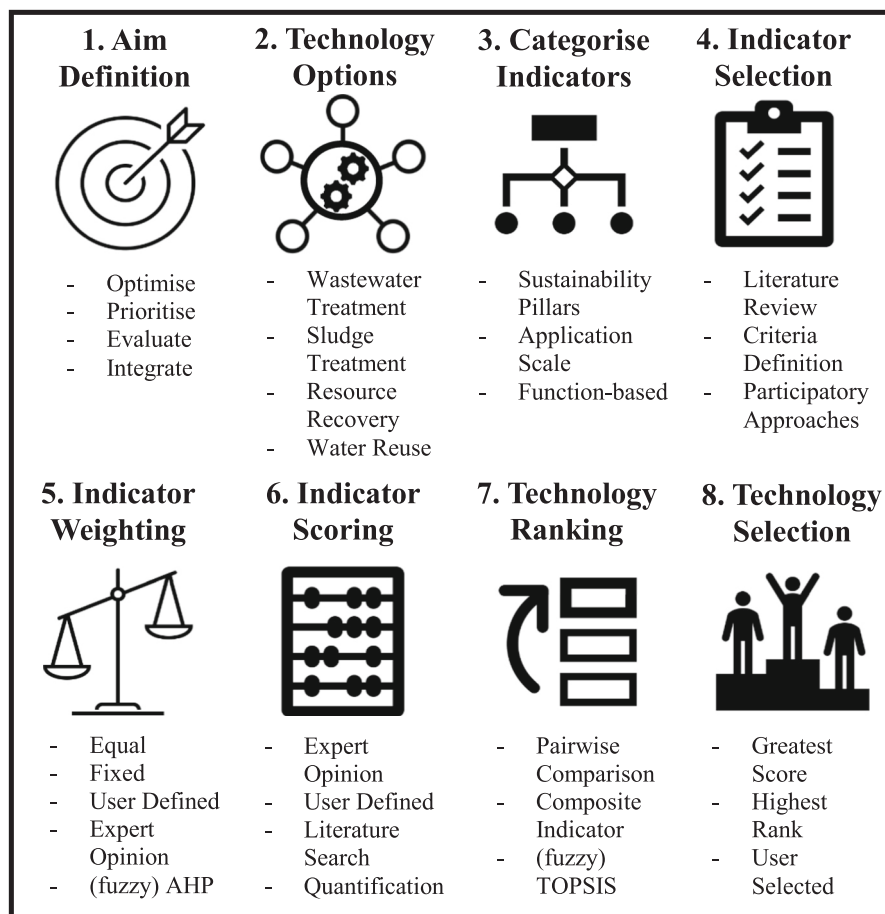 1. Aim
Definition
2. Technology
Options
3. Categorise
Indicators
4. Indicator
Selection
- Optimise
- Prioritise
- Evaluate
- Integrate
- Wastewater
Treatment
- Sludge
Treatment
- Resource
Recovery
- Water Reuse
- Sustainability
Pillars
- Application
Scale
- Function-based
- Literature
Review
- Criteria
Definition
- Participatory
Approaches
5. Indicator
Weighting
6. Indicator
Scoring
7. Technology
Ranking
8. Technology
Selection
- Equal
- Fixed
- User Defined
- Expert
Opinion
- (fuzzy) AHP
- Expert
Opinion
- User Defined
- Literature
Search
- Quantification
- Pairwise
Comparison
- Composite
Indicator
- (fuzzy)
TOPSIS
- Greatest
Score
- Highest
Rank
- User
Selected